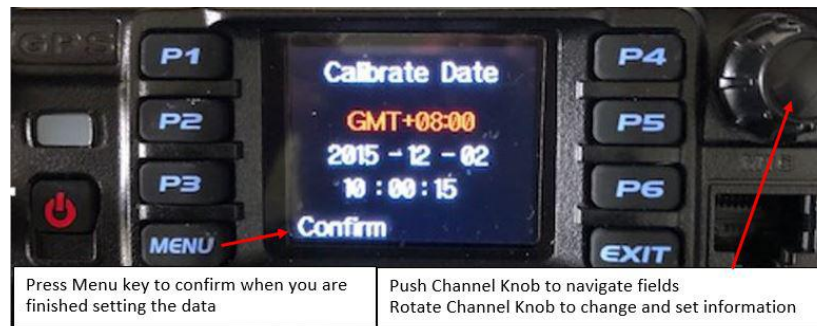 GPS
P1
P2
P3
MENU
Calibrate Date
GMT+08:00
2015 - 12 - 02
10 : 00 : 15
Confirm
P4
P5
P6
EXIT
MIC
Press Menu key to confirm when you are
finished setting the data
Push Channel Knob to navigate fields
Rotate Channel Knob to change and set information